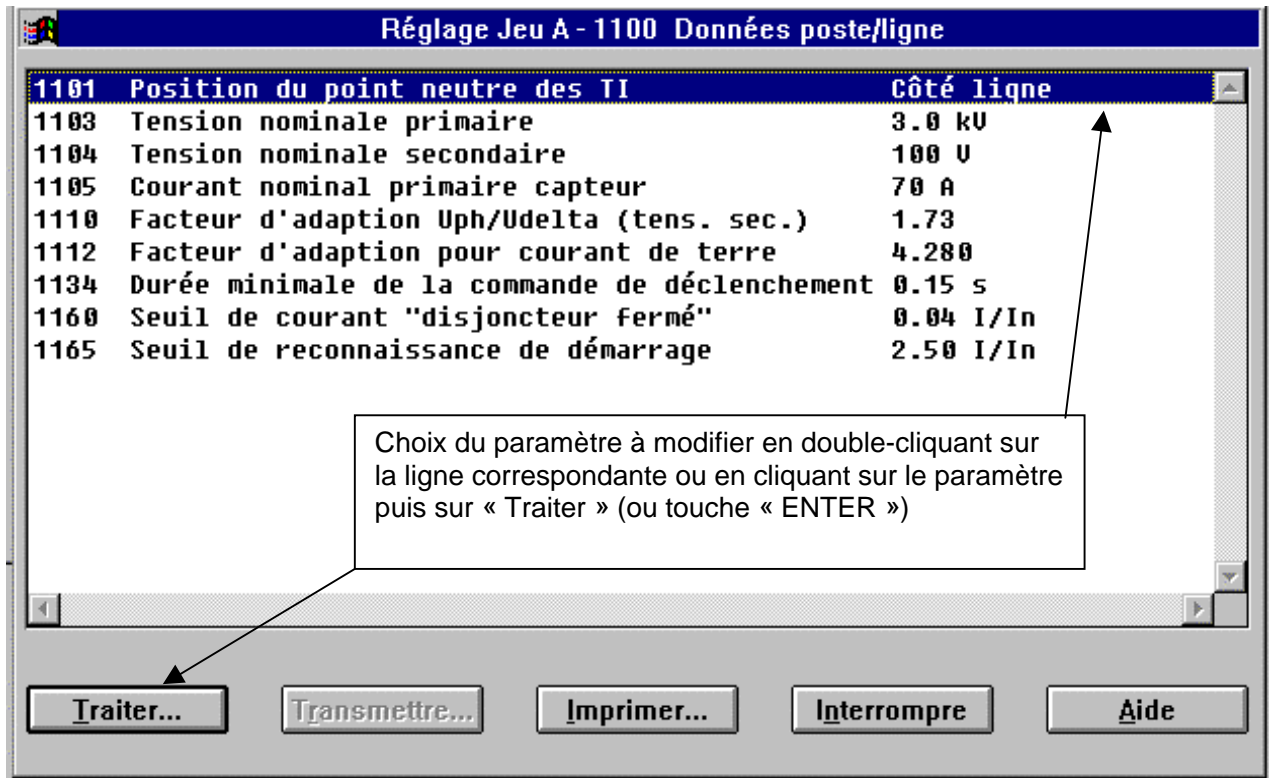 Réglage Jeu A - 1100 Données poste/ligne
1101 Position du point neutre des TI Côté ligne
1103 Tension nominale primaire 3.0 kV
1104 Tension nominale secondaire 100 V
1105 Courant nominal primaire capteur 70 A
1110 Facteur d'adaption Uph/Udelta (tens. sec.) 1.73
1112 Facteur d'adaption pour courant de terre 4.280
1134 Durée minimale de la commande de déclenchement 0.15 s
1160 Seuil de courant "disjoncteur fermé" 0.04 I/In
1165 Seuil de reconnaissance de démarrage 2.50 I/In
Choix du paramètre à modifier en double-cliquant sur
la ligne correspondante ou en cliquant sur le paramètre
puis sur « Traiter » (ou touche « ENTER »)
Traiter... Transmettre... Imprimer... Interrompre Aide